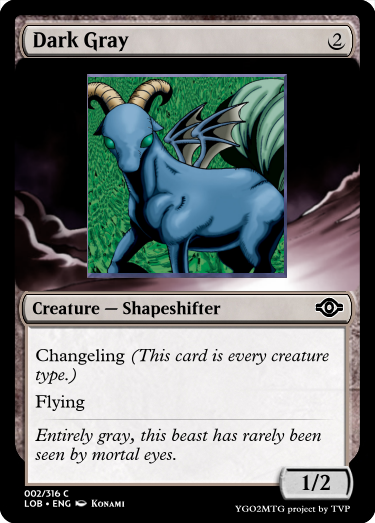 Dark Gray 2
Creature — Shapeshifter
Changeling (This card is every creature
type.)
Flying
Entirely gray, this beast has rarely been
seen by mortal eyes.
1/2
002/316 C
LOB • ENG KONAMI
YGO2MTG project by TVP